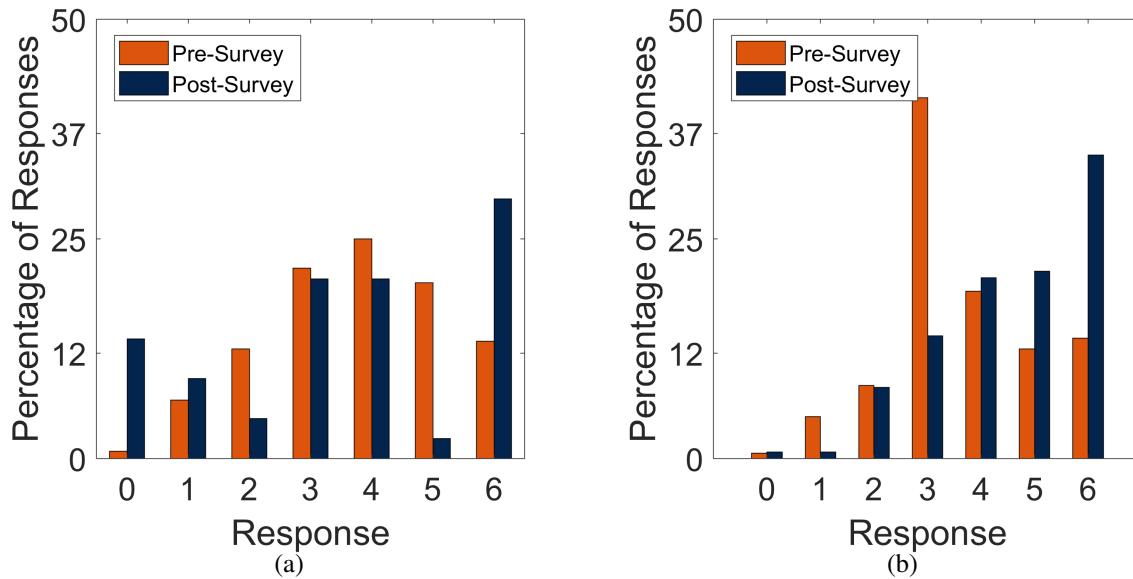 50
37
25
12
0
Percentage of Responses
Pre-Survey
Post-Survey
0 1 2 3 4 5 6
Response
(a)
50
37
25
12
0
Percentage of Responses
Pre-Survey
Post-Survey
0 1 2 3 4 5 6
Response
(b)